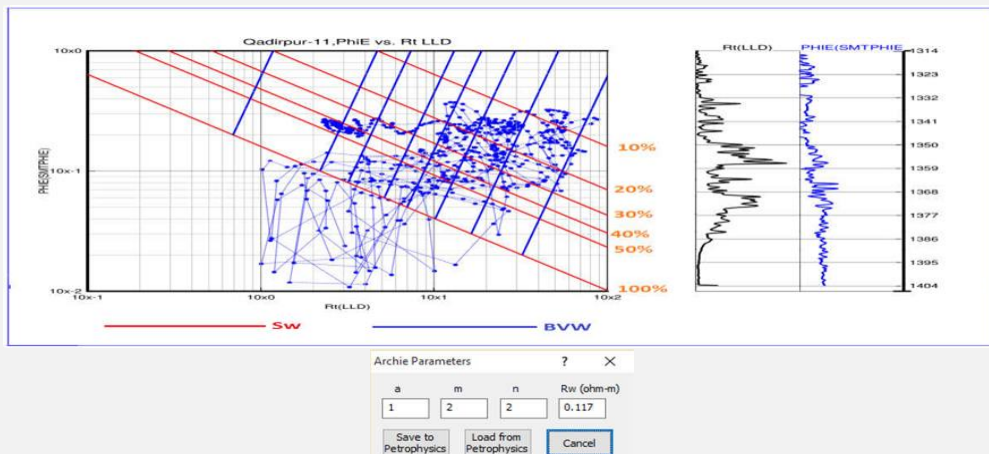 Qadirpur-11,PhiE vs. Rt LLD
10x0
10x-1
10x-2
PHIE(SMTPHIE)
10x-1
10x0
10x1
10x2
Rt(LLD)
10%
20%
30%
40%
50%
100%
Sw
BVW
Rt(LLD)
PHIE(SMTPHIE
1314
1323
1332
1341
1350
1359
1368
1377
1386
1395
1404
Archie Parameters ? ×
a m n Rw (ohm-m)
1 2 2 0.117
Save to Petrophysics
Load from Petrophysics
Cancel